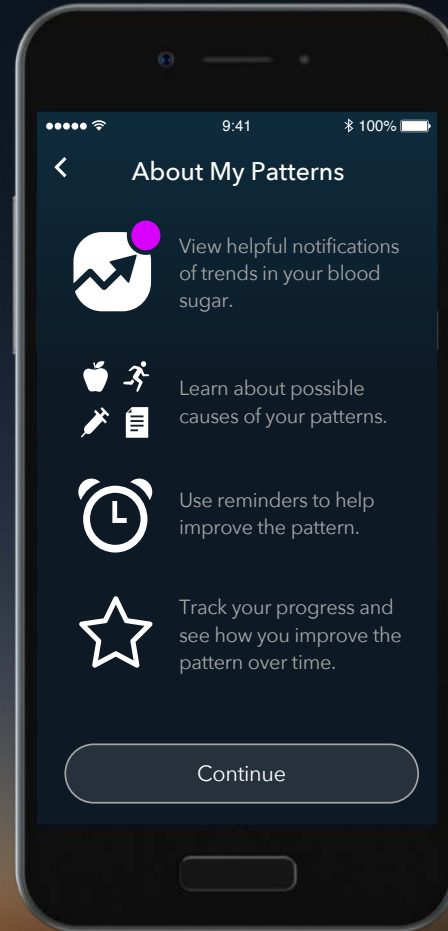 9:41
100%
About My Patterns
View helpful notifications
of trends in your blood
sugar.
Learn about possible
causes of your patterns.
Use reminders to help
improve the pattern.
Track your progress and
see how you improve the
pattern over time.
Continue